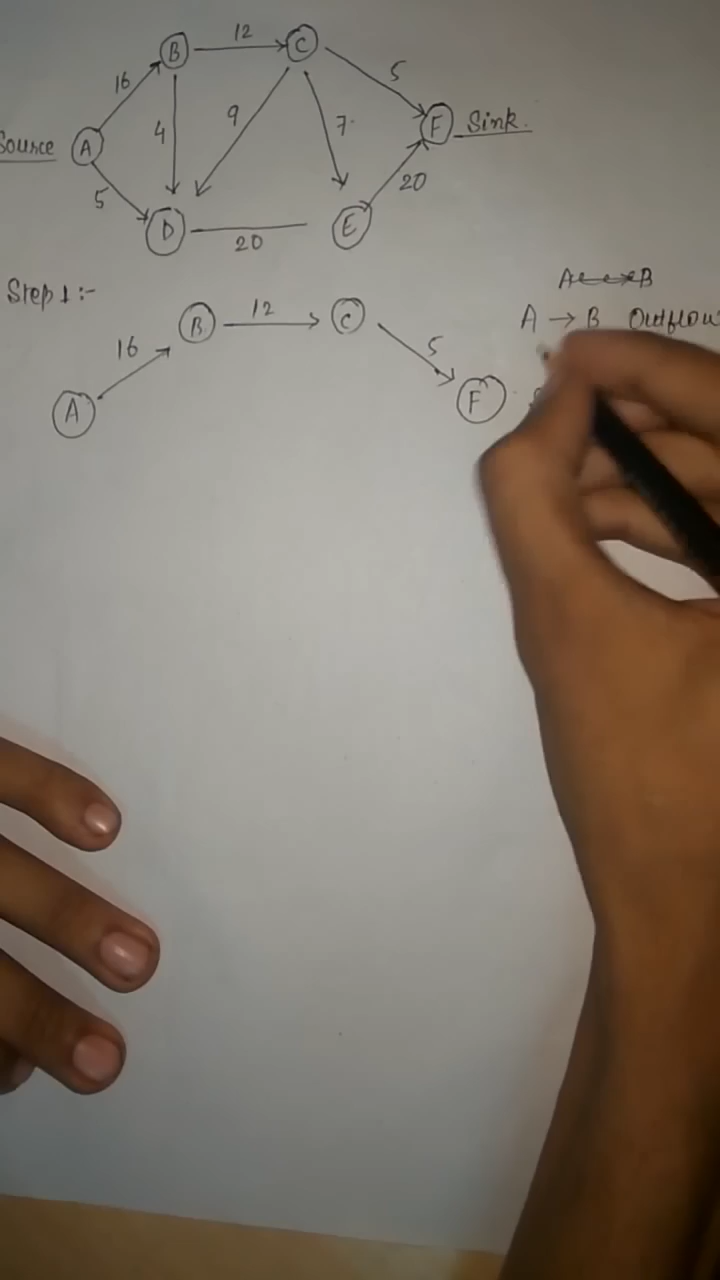 B 12 C
16 5
4 9 7.
Source A F Sink.
5 20
D 20 E
Step 1:-
A B
A → B Outflow
16 B 12 C 5
A F